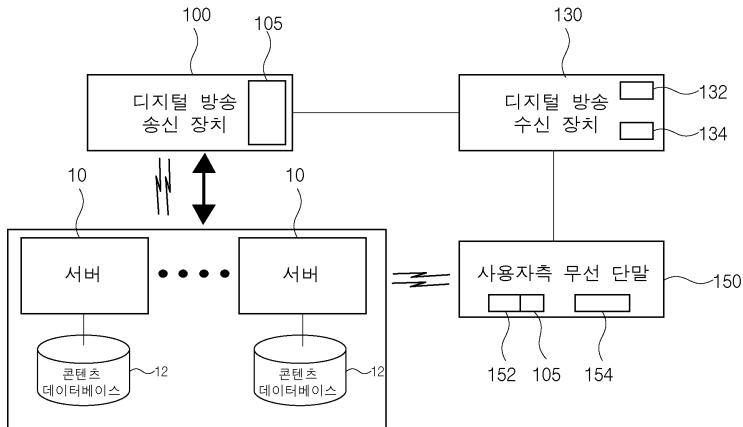 100
105
130
디지털 방송
송신 장치
디지털 방송
수신 장치
132
134
10
10
서버
서버
사용자측 무선 단말
150
152
105
154
콘텐츠
데이터베이스
12
콘텐츠
데이터베이스
12